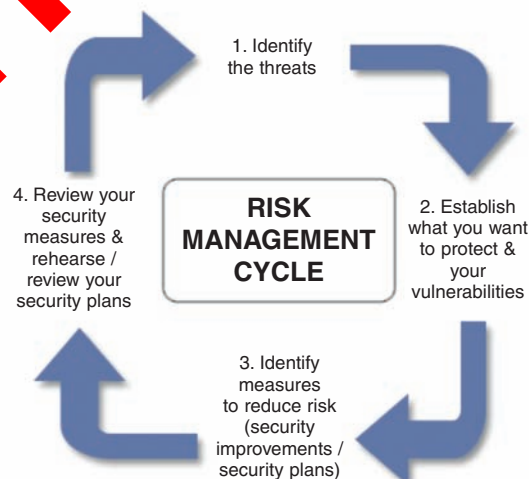 1. Identify
the threats
2. Establish
what you want
to protect &
your
vulnerabilities
3. Identify
measures
to reduce risk
(security
improvements /
security plans)
4. Review your
security
measures &
rehearse /
review your
security plans
RISK
MANAGEMENT
CYCLE